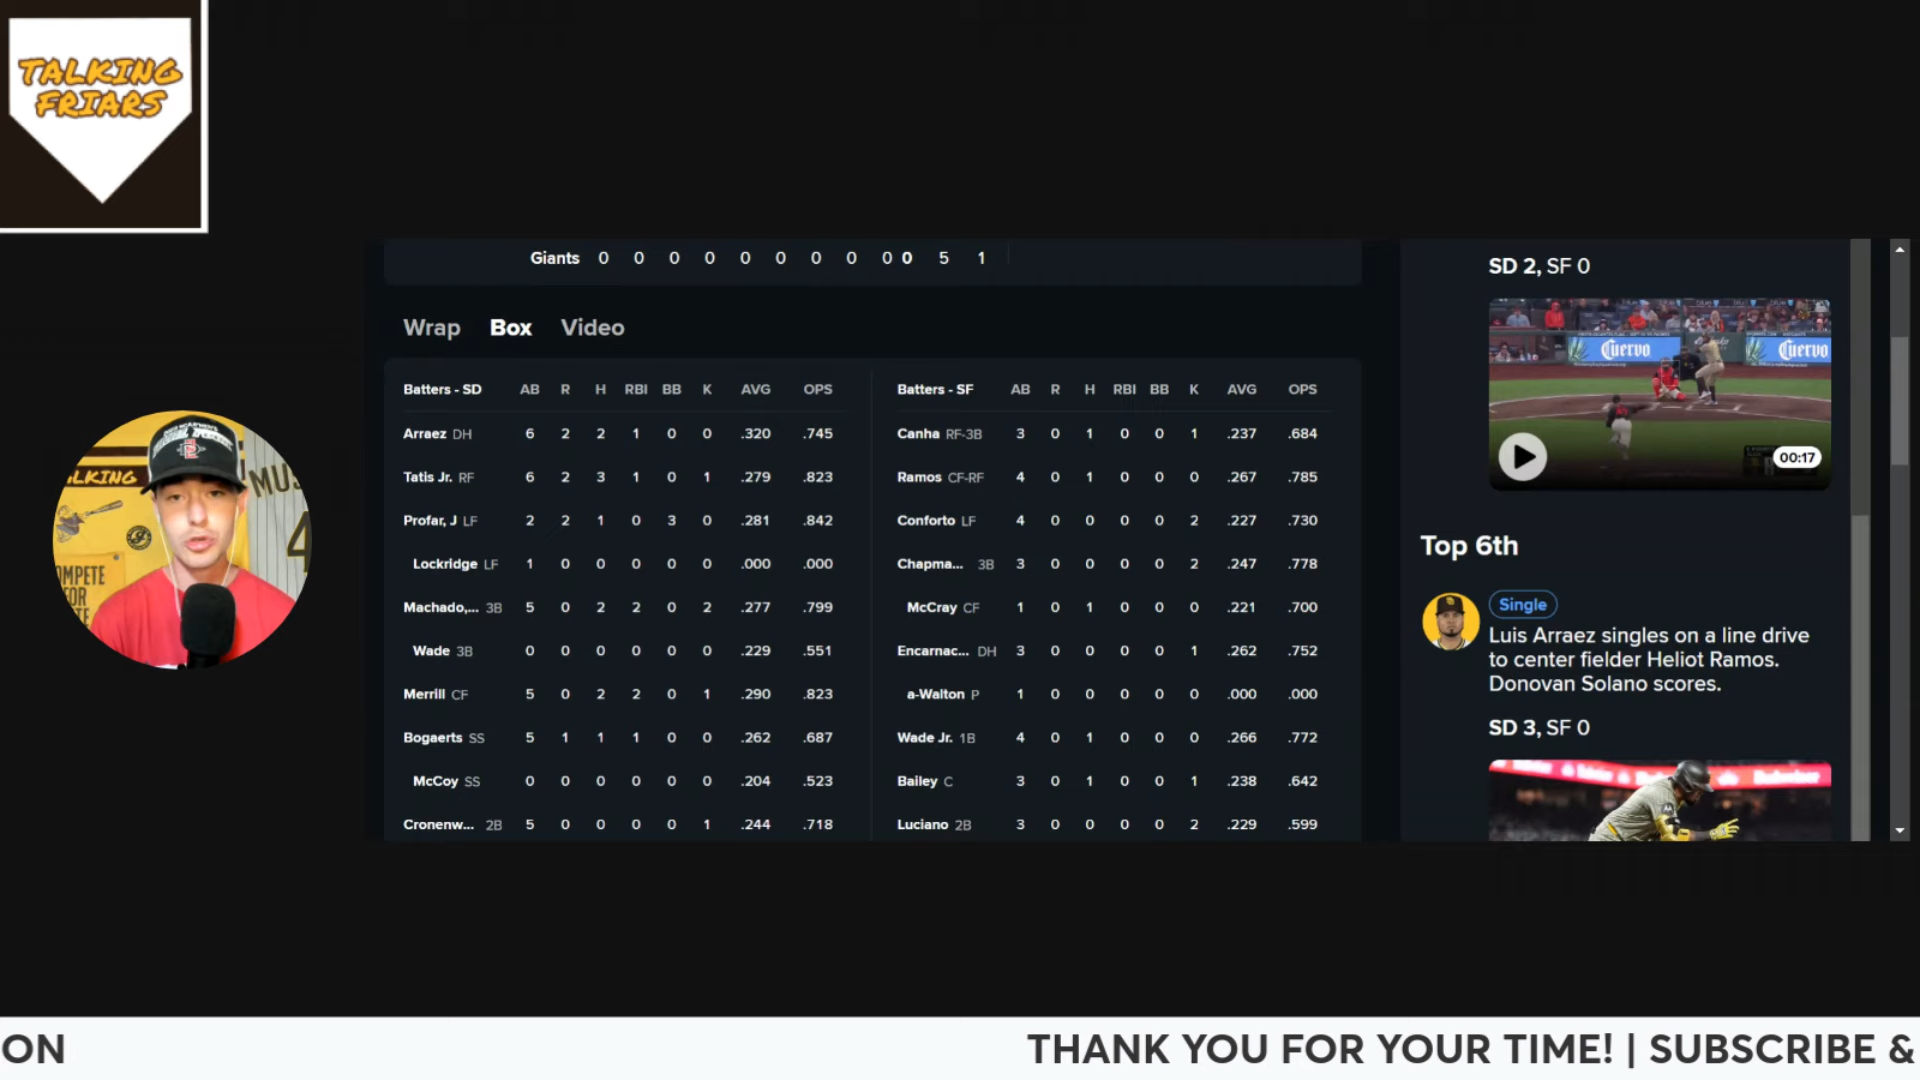 TALKING
FRIARS
Giants 0 0 0 0 0 0 0 0 0 0 5 1
Wrap Box Video
Batters - SD AB R H RBI BB K AVG OPS
Arraez DH 6 2 2 1 0 0 .320 .745
Tatis Jr. RF 6 2 3 1 0 1 .279 .823
Profar, J LF 2 2 1 0 3 0 .281 .842
Lockridge LF 1 0 0 0 0 0 .000 .000
Machado,... 3B 5 0 2 2 0 2 .277 .799
Wade 3B 0 0 0 0 0 0 .229 .551
Merrill CF 5 0 2 2 0 1 .290 .823
Bogaerts SS 5 1 1 1 0 0 .262 .687
McCoy SS 0 0 0 0 0 0 .204 .523
Cronenw... 2B 5 0 0 0 0 1 .244 .718
Batters - SF AB R H RBI BB K AVG OPS
Canha RF-3B 3 0 1 0 0 1 .237 .684
Ramos CF-RF 4 0 1 0 0 0 .267 .785
Conforto LF 4 0 0 0 0 2 .227 .730
Chapma... 3B 3 0 0 0 0 2 .247 .778
McCray CF 1 0 1 0 0 0 .221 .700
Encarnac... DH 3 0 0 0 0 1 .262 .752
a-Walton P 1 0 0 0 0 0 .000 .000
Wade Jr. 1B 4 0 1 0 0 0 .266 .772
Bailey C 3 0 1 0 0 1 .238 .642
Luciano 2B 3 0 0 0 0 2 .229 .599
SD 2, SF 0
Cuervo
Cuervo
00:17
Top 6th
Single
Luis Arraez singles on a line drive
to center fielder Heliot Ramos.
Donovan Solano scores.
SD 3, SF 0
LKING
MUS
4
OMPETE
FOR
ON
THANK YOU FOR YOUR TIME! | SUBSCRIBE &